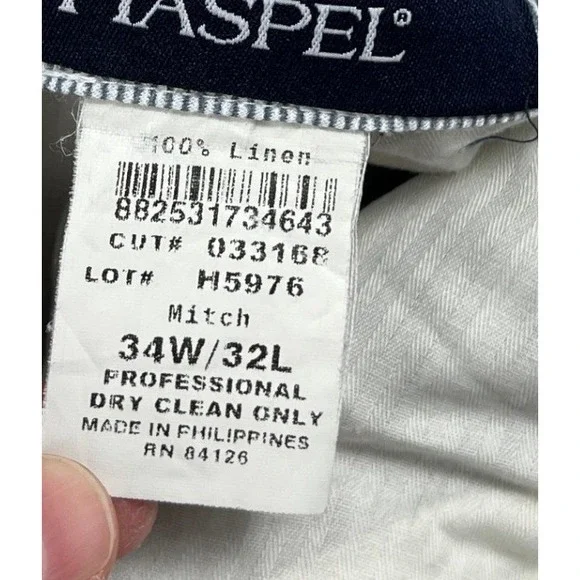 HASPEL®
100% Linen
882531734643
CUT# 033168
LOT# H5976
Mitch
34W/32L
PROFESSIONAL
DRY CLEAN ONLY
MADE IN PHILIPPINES
RN 84126